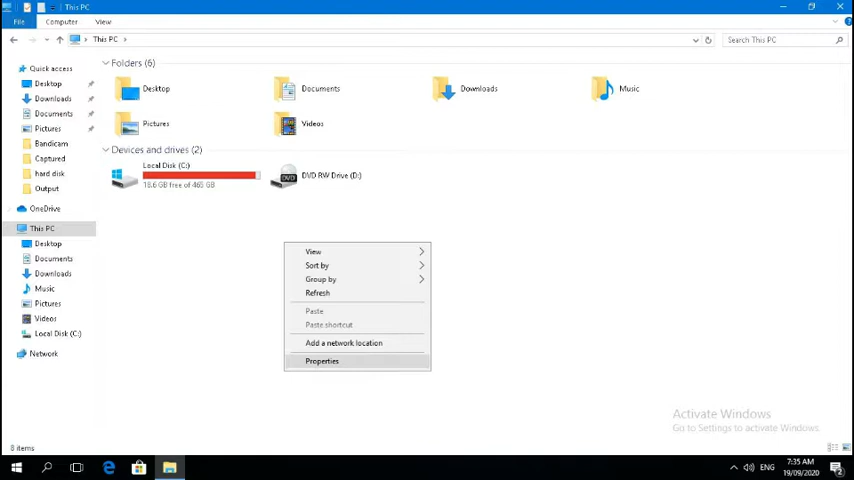 This PC
File Computer View
This PC
Search This PC
Quick access
Desktop
Downloads
Documents
Pictures
Bandicam
Captured
hard disk
Output
OneDrive
This PC
Desktop
Documents
Downloads
Music
Pictures
Videos
Local Disk (C:)
Network
Folders (6)
Desktop
Documents
Downloads
Music
Pictures
Videos
Devices and drives (2)
Local Disk (C:)
18.6 GB free of 465 GB
DVD
DVD RW Drive (D:)
View
Sort by
Group by
Refresh
Paste
Paste shortcut
Add a network location
Properties
Activate Windows
Go to Settings to activate Windows.
8 items
ENG
7:35 AM
19/09/2020
2